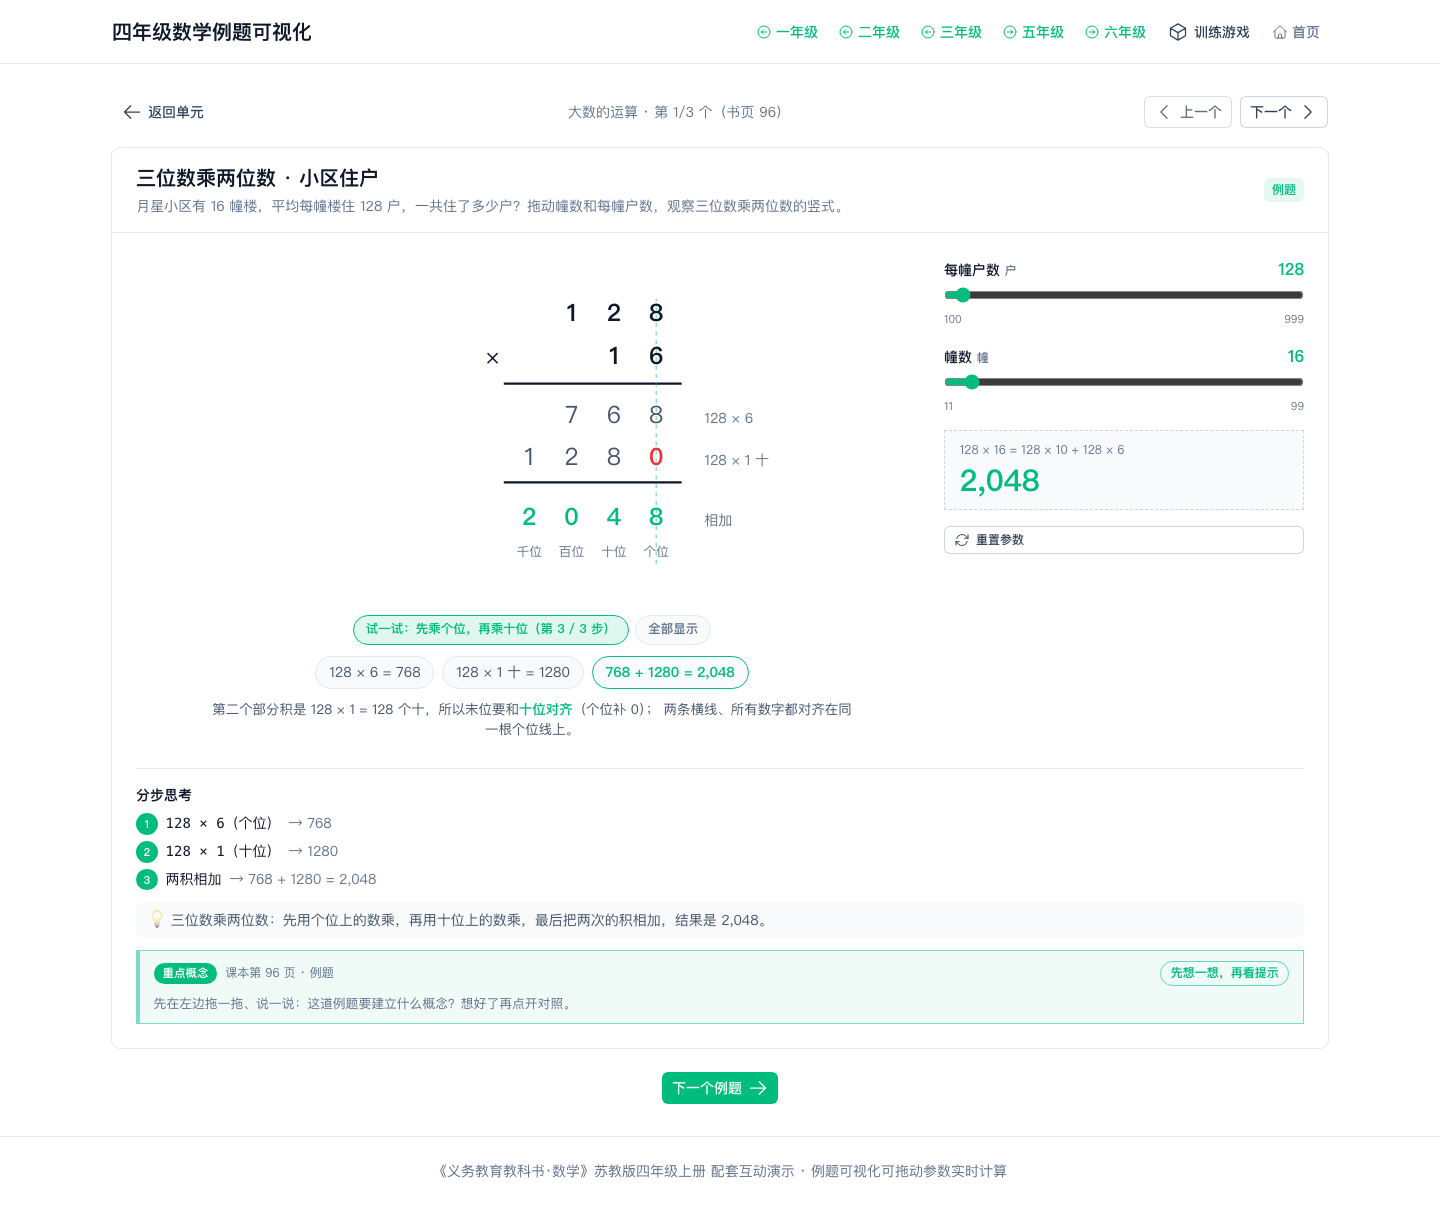 四年级数学例题可视化
一年级 二年级 三年级 五年级 六年级 训练游戏 首页
返回单元
大数的运算 · 第 1/3 个（书页 96）
上一个 下一个
三位数乘两位数 · 小区住户
月星小区有 16 幢楼，平均每幢楼住 128 户，一共住了多少户？拖动幢数和每幢户数，观察三位数乘两位数的竖式。
例题
1 2 8
× 1 6
7 6 8 128 × 6
1 2 8 0 128 × 1 十
2 0 4 8 相加
千位 百位 十位 个位
每幢户数 户 128
100 999
幢数 幢 16
11 99
128 × 16 = 128 × 10 + 128 × 6
2,048
重置参数
试一试：先乘个位，再乘十位（第 3 / 3 步） 全部显示
128 × 6 = 768 128 × 1 十 = 1280 768 + 1280 = 2,048
第二个部分积是 128 × 1 = 128 个十，所以末位要和十位对齐（个位补 0）； 两条横线、所有数字都对齐在同
一根个位线上。
分步思考
1 128 × 6（个位） → 768
2 128 × 1（十位） → 1280
3 两积相加 → 768 + 1280 = 2,048
三位数乘两位数：先用个位上的数乘，再用十位上的数乘，最后把两次的积相加，结果是 2,048。
重点概念 课本第 96 页 · 例题 先想一想，再看提示
先在左边拖一拖、说一说：这道例题要建立什么概念？想好了再点开对照。
下一个例题 →
《义务教育教科书·数学》苏教版四年级上册 配套互动演示 · 例题可视化可拖动参数实时计算